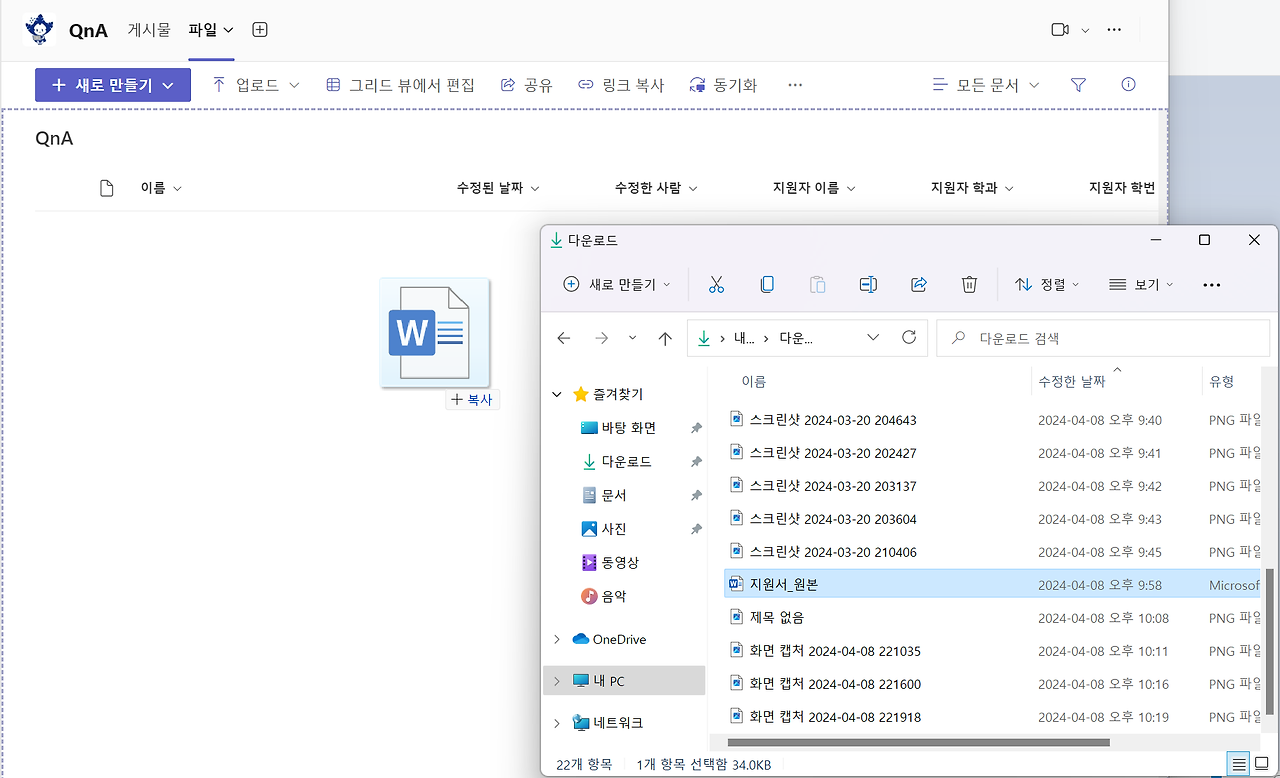 QnA 게시물 파일
새로 만들기 업로드 그리드 뷰에서 편집 공유 링크 복사 동기화 모든 문서
QnA
이름 수정된 날짜 수정한 사람 지원자 이름 지원자 학과 지원자 학번
W
복사
다운로드
새로 만들기 정렬 보기
내... 다운... 다운로드 검색
이름 수정한 날짜 유형
즐겨찾기
바탕 화면
다운로드
문서
사진
동영상
음악
OneDrive
내 PC
네트워크
스크린샷 2024-03-20 204643 2024-04-08 오후 9:40 PNG 파일
스크린샷 2024-03-20 202427 2024-04-08 오후 9:41 PNG 파일
스크린샷 2024-03-20 203137 2024-04-08 오후 9:42 PNG 파일
스크린샷 2024-03-20 203604 2024-04-08 오후 9:43 PNG 파일
스크린샷 2024-03-20 210406 2024-04-08 오후 9:45 PNG 파일
지원서_원본 2024-04-08 오후 9:58 Microsof
제목 없음 2024-04-08 오후 10:08 PNG 파일
화면 캡처 2024-04-08 221035 2024-04-08 오후 10:11 PNG 파일
화면 캡처 2024-04-08 221600 2024-04-08 오후 10:16 PNG 파일
화면 캡처 2024-04-08 221918 2024-04-08 오후 10:19 PNG 파일
22개 항목 1개 항목 선택함 34.0KB